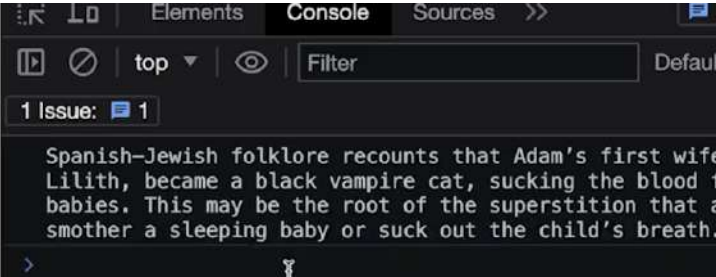 Elements Console Sources
top Filter Defaul
1 Issue: 1
Spanish–Jewish folklore recounts that Adam's first wife
Lilith, became a black vampire cat, sucking the blood
babies. This may be the root of the superstition that a
smother a sleeping baby or suck out the child's breath.